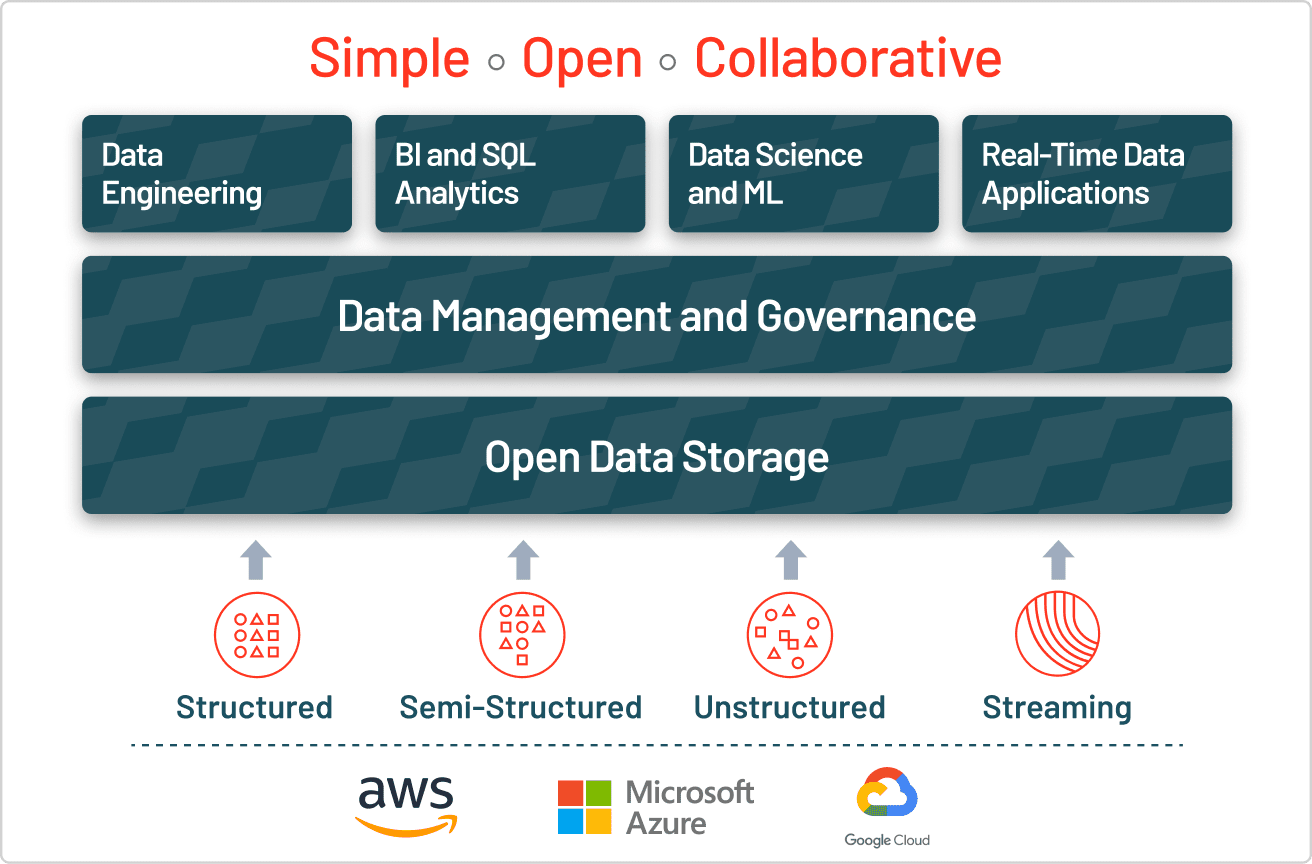 Simple ○ Open ○ Collaborative
Data
Engineering
BI and SQL
Analytics
Data Science
and ML
Real-Time Data
Applications
Data Management and Governance
Open Data Storage
Structured
Semi-Structured
Unstructured
Streaming
aws
Microsoft
Azure
Google Cloud